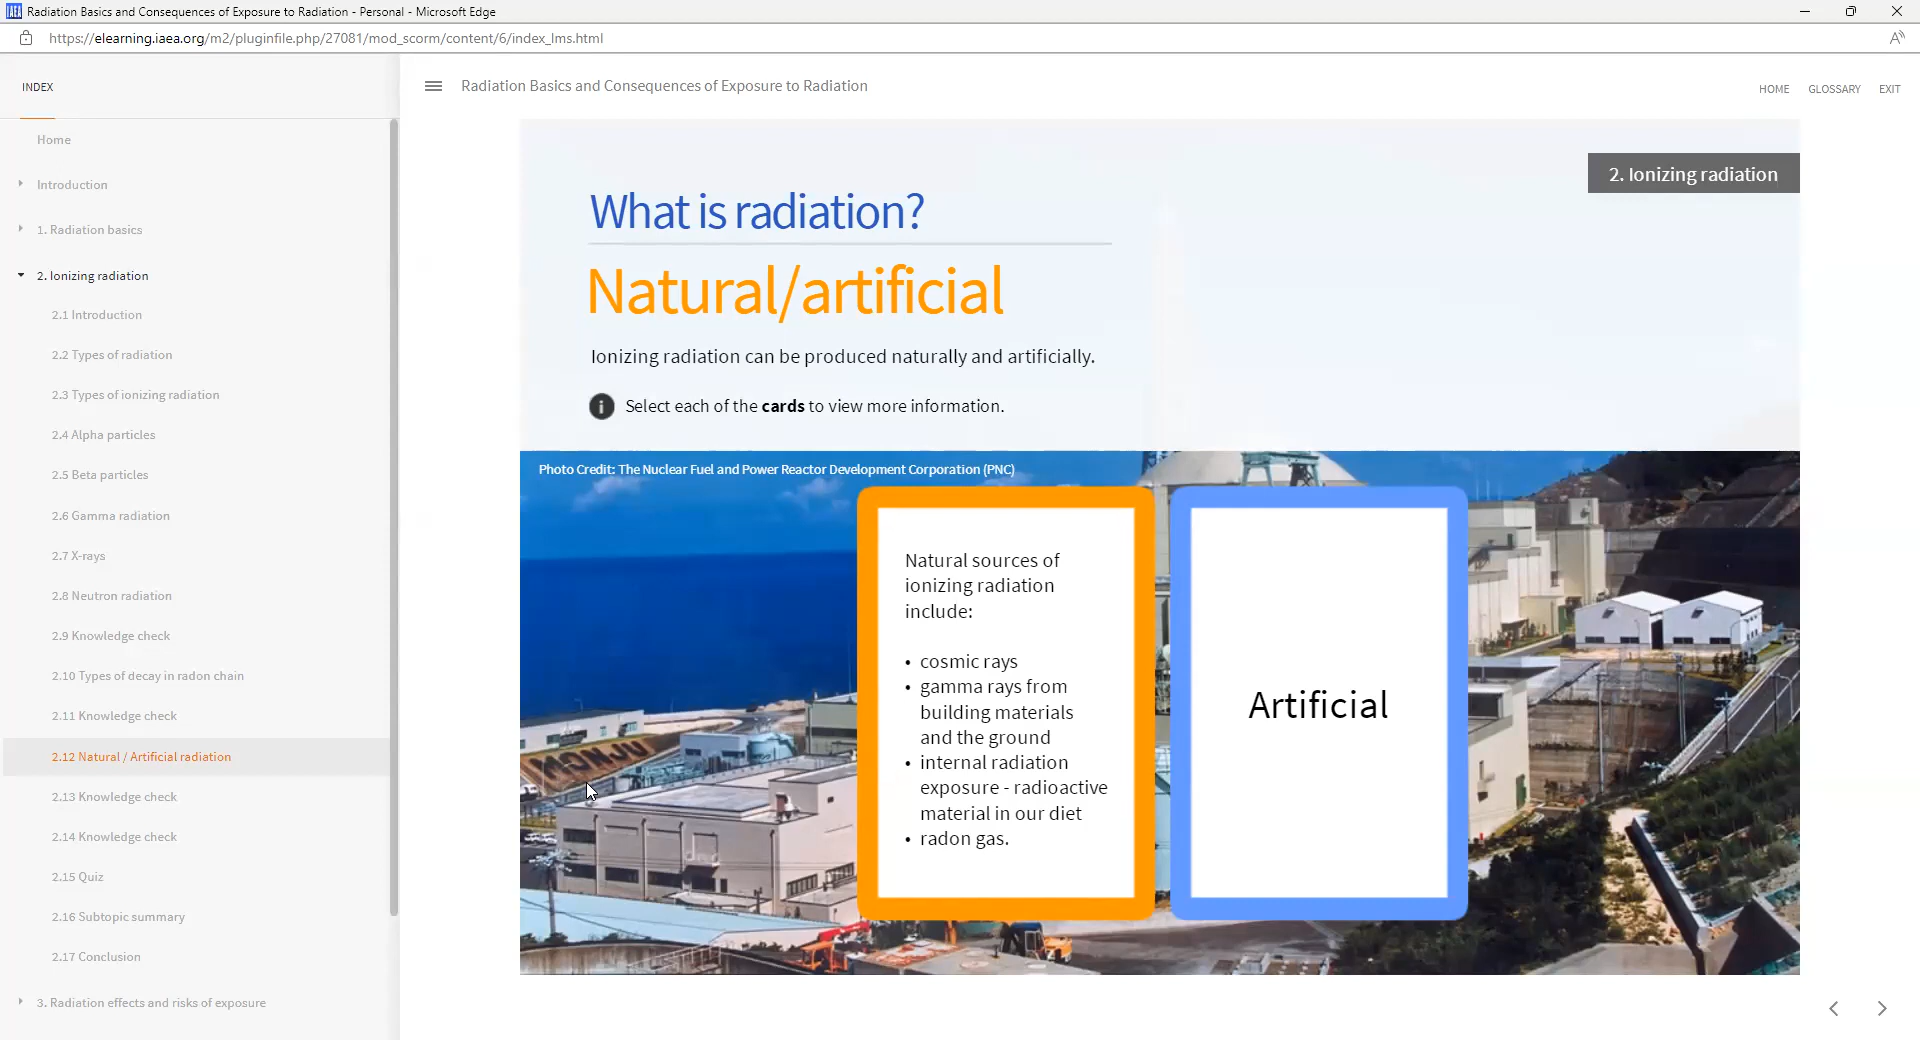 Radiation Basics and Consequences of Exposure to Radiation - Personal - Microsoft Edge
https://elearning.iaea.org/m2/pluginfile.php/27081/mod_scorm/content/6/index_lms.html
INDEX
Home
Introduction
1. Radiation basics
2. Ionizing radiation
2.1 Introduction
2.2 Types of radiation
2.3 Types of ionizing radiation
2.4 Alpha particles
2.5 Beta particles
2.6 Gamma radiation
2.7 X-rays
2.8 Neutron radiation
2.9 Knowledge check
2.10 Types of decay in radon chain
2.11 Knowledge check
2.12 Natural / Artificial radiation
2.13 Knowledge check
2.14 Knowledge check
2.15 Quiz
2.16 Subtopic summary
2.17 Conclusion
3. Radiation effects and risks of exposure
Radiation Basics and Consequences of Exposure to Radiation
HOME GLOSSARY EXIT
2. Ionizing radiation
What is radiation?
Natural/artificial
Ionizing radiation can be produced naturally and artificially.
Select each of the cards to view more information.
Photo Credit: The Nuclear Fuel and Power Reactor Development Corporation (PNC)
Natural sources of
ionizing radiation
include:
• cosmic rays
• gamma rays from
building materials
and the ground
• internal radiation
exposure - radioactive
material in our diet
• radon gas.
Artificial